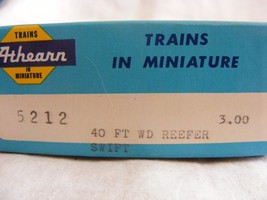 TRAINS
Athearn
IN
MINIATURE
TRAINS
IN MINIATURE
5212
3.00
40 FT WD REEFER
SWIFT